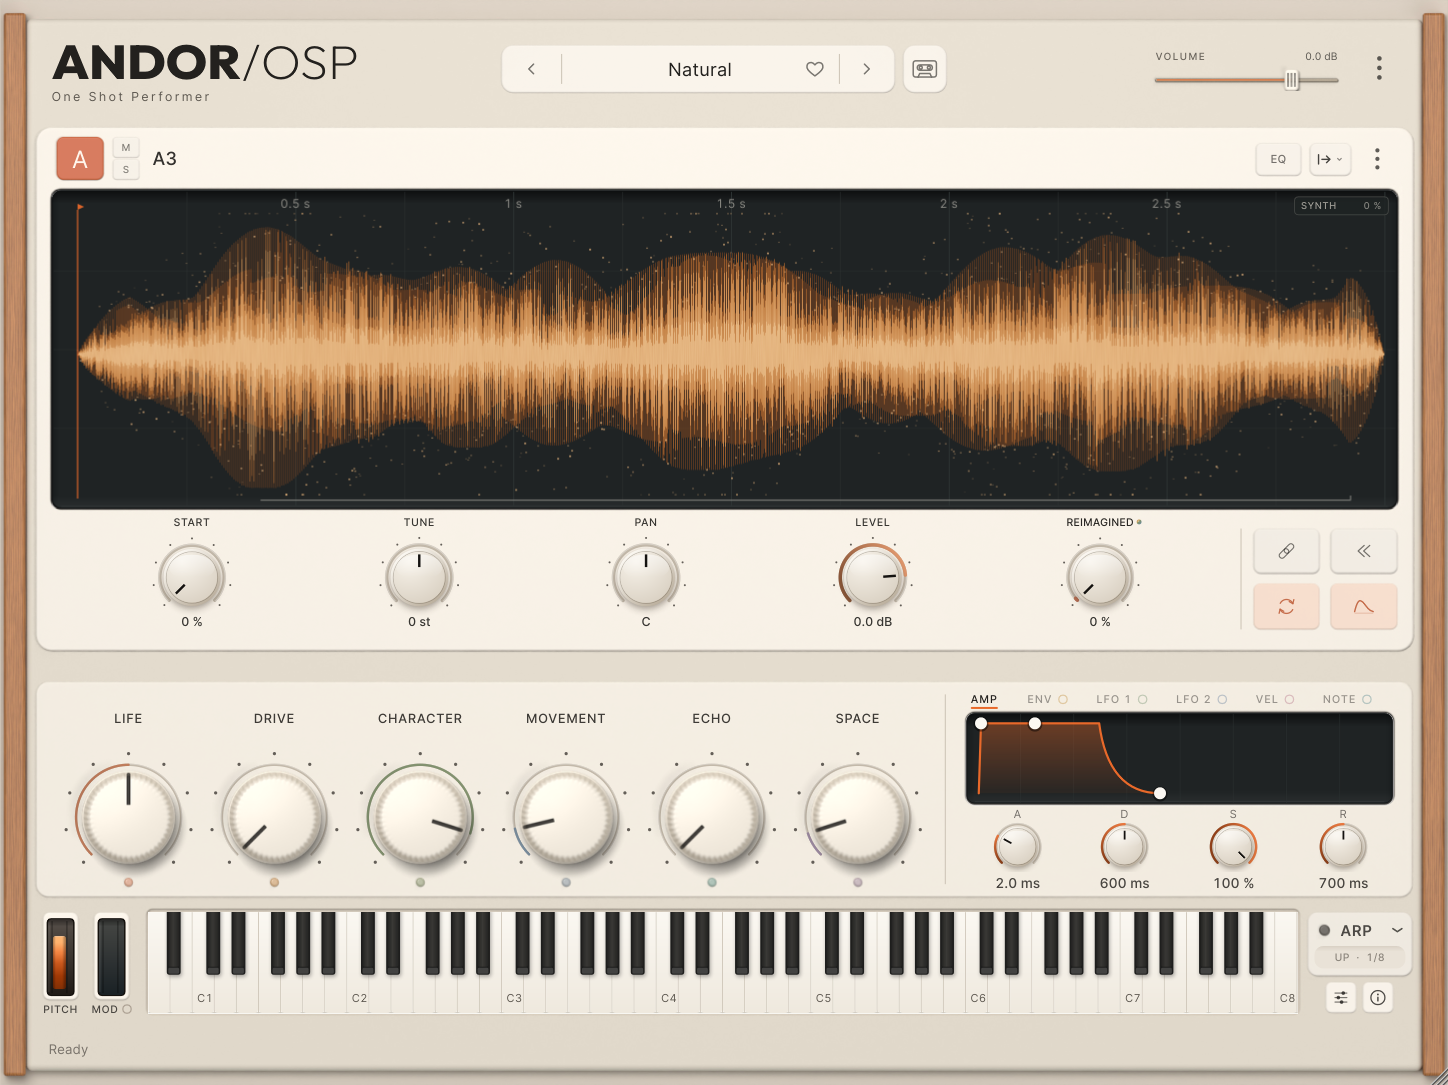 ANDOR/OSP
One Shot Performer
Natural
VOLUME 0.0 dB
A M S A3
EQ
0.5 s 1 s 1.5 s 2 s 2.5 s
SYNTH 0 %
START TUNE PAN LEVEL REIMAGINED
0 % 0 st C 0.0 dB 0 %
LIFE DRIVE CHARACTER MOVEMENT ECHO SPACE
AMP ENV LFO 1 LFO 2 VEL NOTE
A D S R
2.0 ms 600 ms 100 % 700 ms
C1 C2 C3 C4 C5 C6 C7 C8
PITCH MOD
ARP
UP · 1/8
Ready